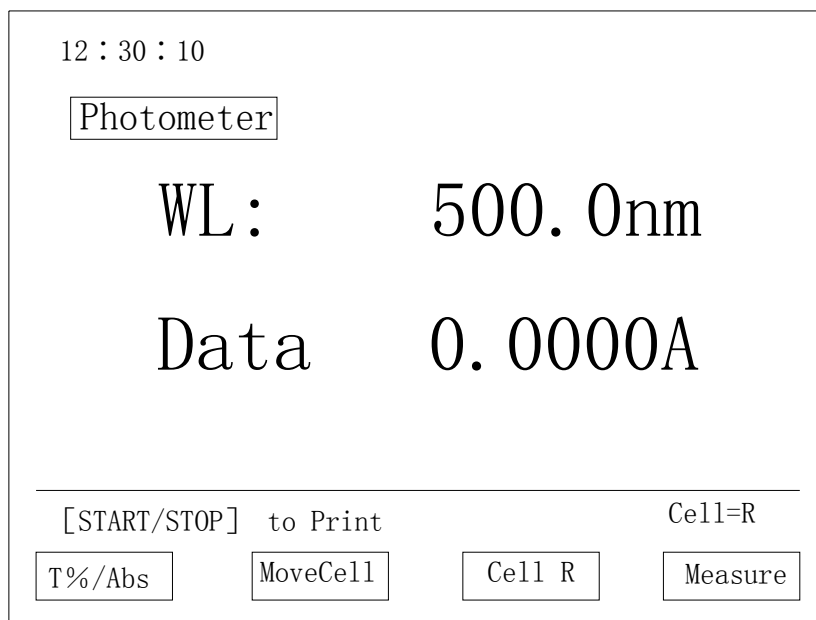 12：30：10
Photometer
WL: 500.0nm
Data 0.0000A
[START/STOP] to Print Cell=R
T%/Abs MoveCell Cell R Measure